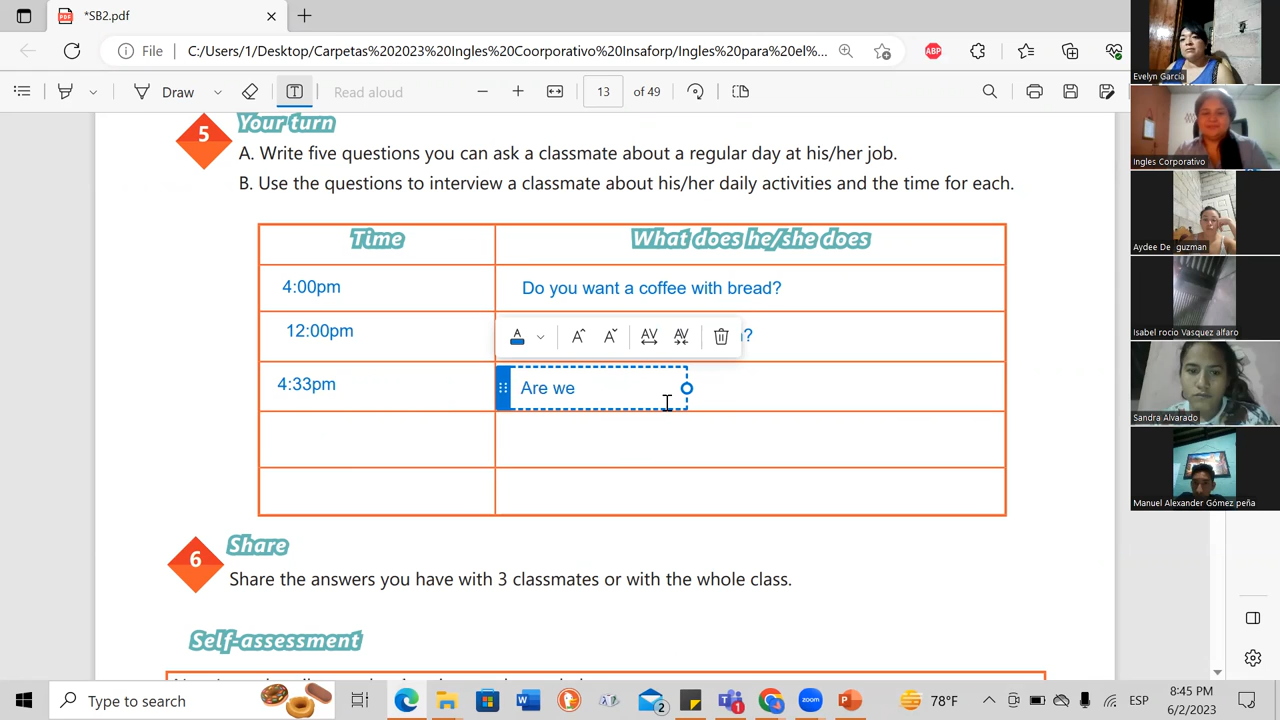 *SB2.pdf
File
C:/Users/1/Desktop/Carpetas%202023%20Ingles%20Coorporativo%20Insaforp/Ingles%20para%20el%...
ABP
Draw
Read aloud
13
of 49
5
Your turn
A. Write five questions you can ask a classmate about a regular day at his/her job.
B. Use the questions to interview a classmate about his/her daily activities and the time for each.
Time
What does he/she does
4:00pm
Do you want a coffee with bread?
12:00pm
?
4:33pm
Are we
6
Share
Share the answers you have with 3 classmates or with the whole class.
Self-assessment
Evelyn García
Ingles Corporativo
Aydee De guzman
Isabel rocio Vasquez alfaro
Sandra Alvarado
Manuel Alexander Gómez peña
Type to search
2
1
78°F
ESP
8:45 PM
6/2/2023